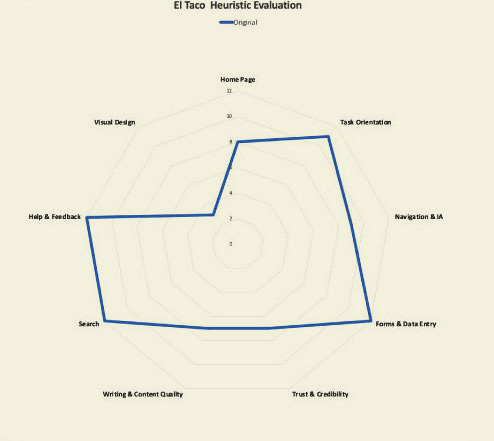 El Taco Heuristic Evaluation
Original
Home Page
12
Visual Design
Task Orientation
10
8
6
4
Help & Feedback
Navigation & IA
2
0
Search
Forms & Data Entry
Writing & Content Quality
Trust & Credibility